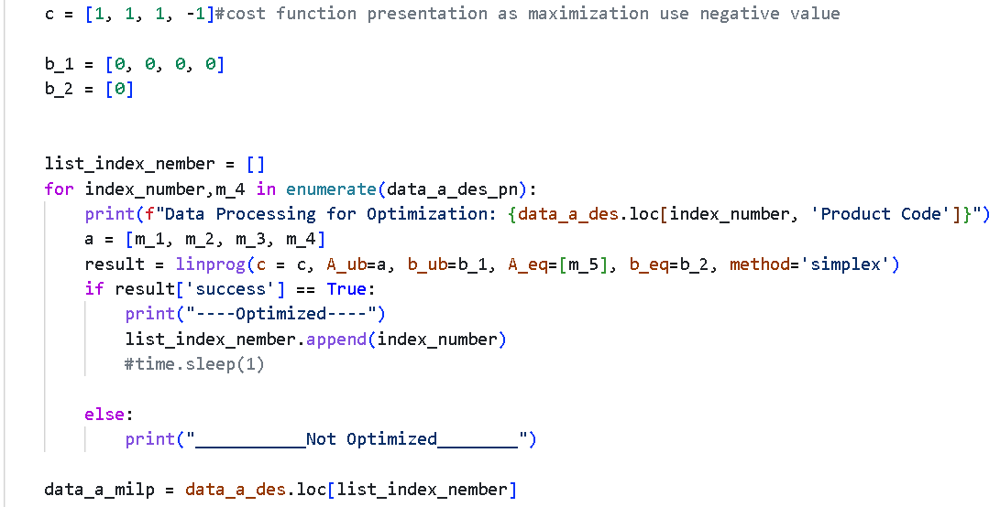 c = [1, 1, 1, -1]#cost function presentation as maximization use negative value
b_1 = [0, 0, 0, 0]
b_2 = [0]
list_index_nember = []
for index_number,m_4 in enumerate(data_a_des_pn):
    print(f"Data Processing for Optimization: {data_a_des.loc[index_number, 'Product Code']}")
    a = [m_1, m_2, m_3, m_4]
    result = linprog(c = c, A_ub=a, b_ub=b_1, A_eq=[m_5], b_eq=b_2, method='simplex')
    if result['success'] == True:
        print("----Optimized----")
        list_index_nember.append(index_number)
        #time.sleep(1)
    else:
        print("___________Not Optimized________")
data_a_milp = data_a_des.loc[list_index_nember]